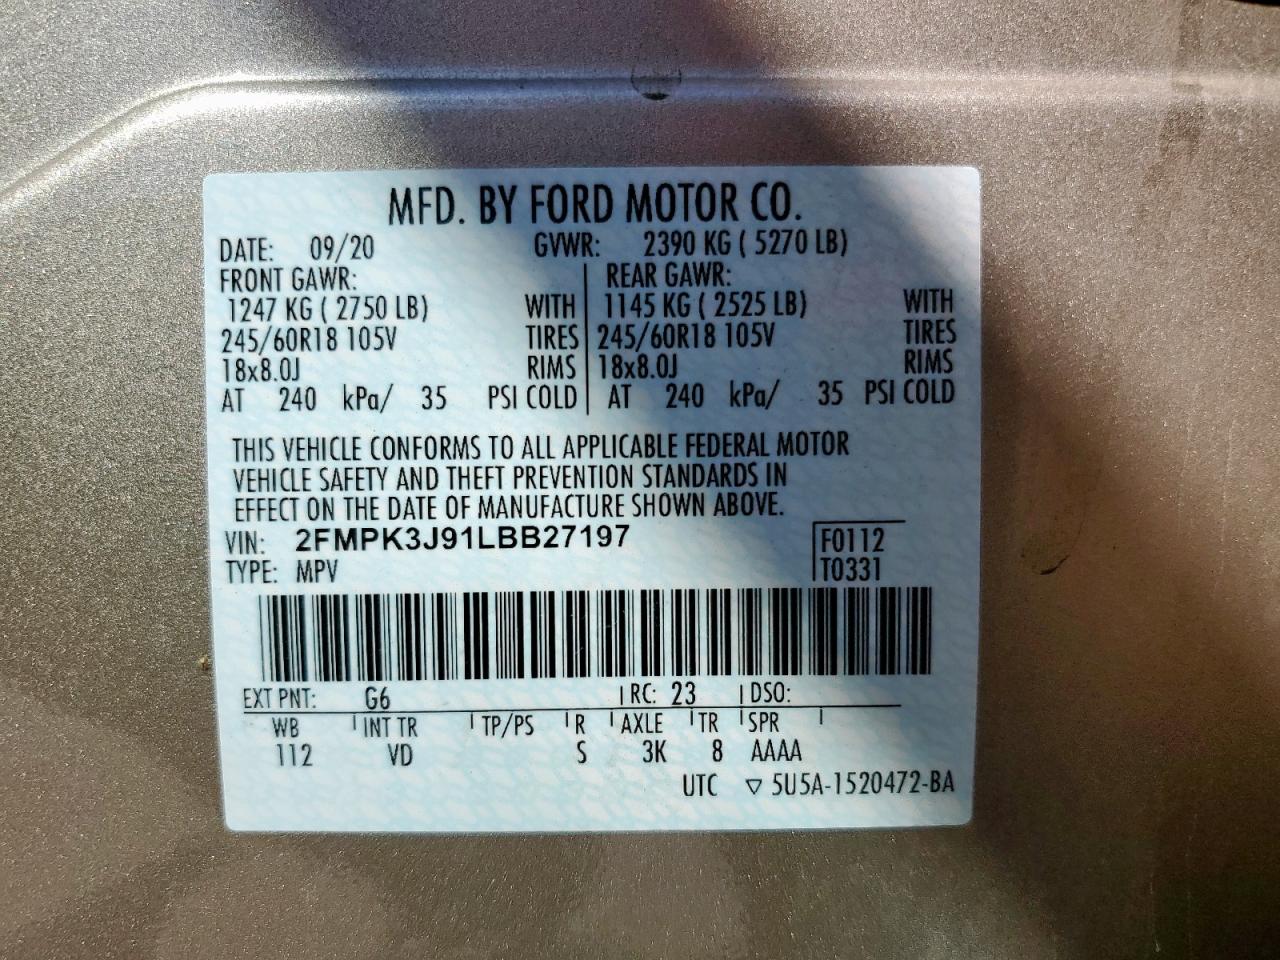 MFD. BY FORD MOTOR CO.
DATE: 09/20 GVWR: 2390 KG ( 5270 LB)
FRONT GAWR: REAR GAWR:
1247 KG ( 2750 LB) WITH 1145 KG ( 2525 LB) WITH
245/60R18 105V TIRES 245/60R18 105V TIRES
18x8.0J RIMS 18x8.0J RIMS
AT 240 kPa/ 35 PSI COLD AT 240 kPa/ 35 PSI COLD
THIS VEHICLE CONFORMS TO ALL APPLICABLE FEDERAL MOTOR
VEHICLE SAFETY AND THEFT PREVENTION STANDARDS IN
EFFECT ON THE DATE OF MANUFACTURE SHOWN ABOVE.
VIN: 2FMPK3J91LBB27197 F0112
TYPE: MPV T0331
EXT PNT: G6 RC: 23 DSO:
WB INT TR TP/PS R AXLE TR SPR
112 VD S 3K 8 AAAA
UTC ▽ 5U5A-1520472-BA